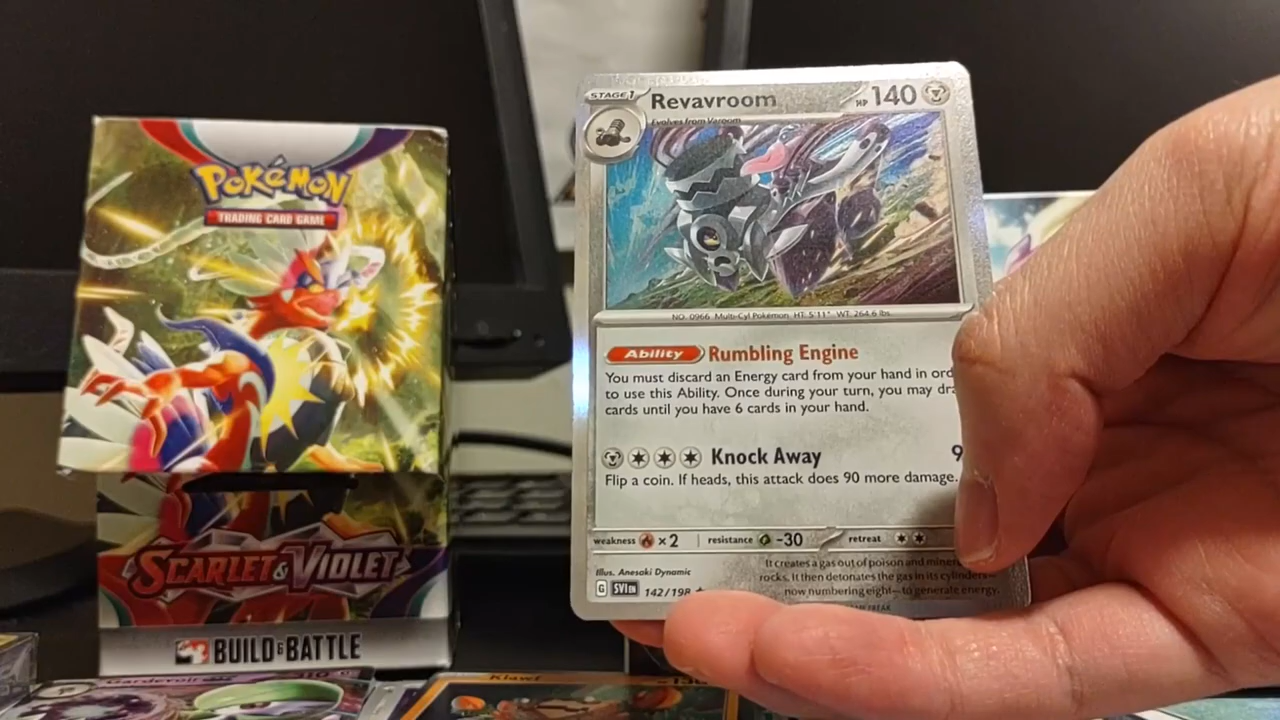 POKÉMON
TRADING CARD GAME
SCARLET & VIOLET
BUILD & BATTLE
STAGE 1
Revavroom
HP 140
Evolves from Varoom
NO. 0966 Multi-Cyl Pokémon HT: 5'11" WT: 264.6 lbs.
Ability Rumbling Engine
You must discard an Energy card from your hand in ord
to use this Ability. Once during your turn, you may dra
cards until you have 6 cards in your hand.
Knock Away 9
Flip a coin. If heads, this attack does 90 more damage.
weakness ×2 resistance -30 retreat
It creates a gas out of poison and miner
rocks. It then detonates the gas in its cylinders—
now numbering eight—to generate energy.
Illus. Anesaki Dynamic
G SVI EN 142/198
Gardevoir
Klawf